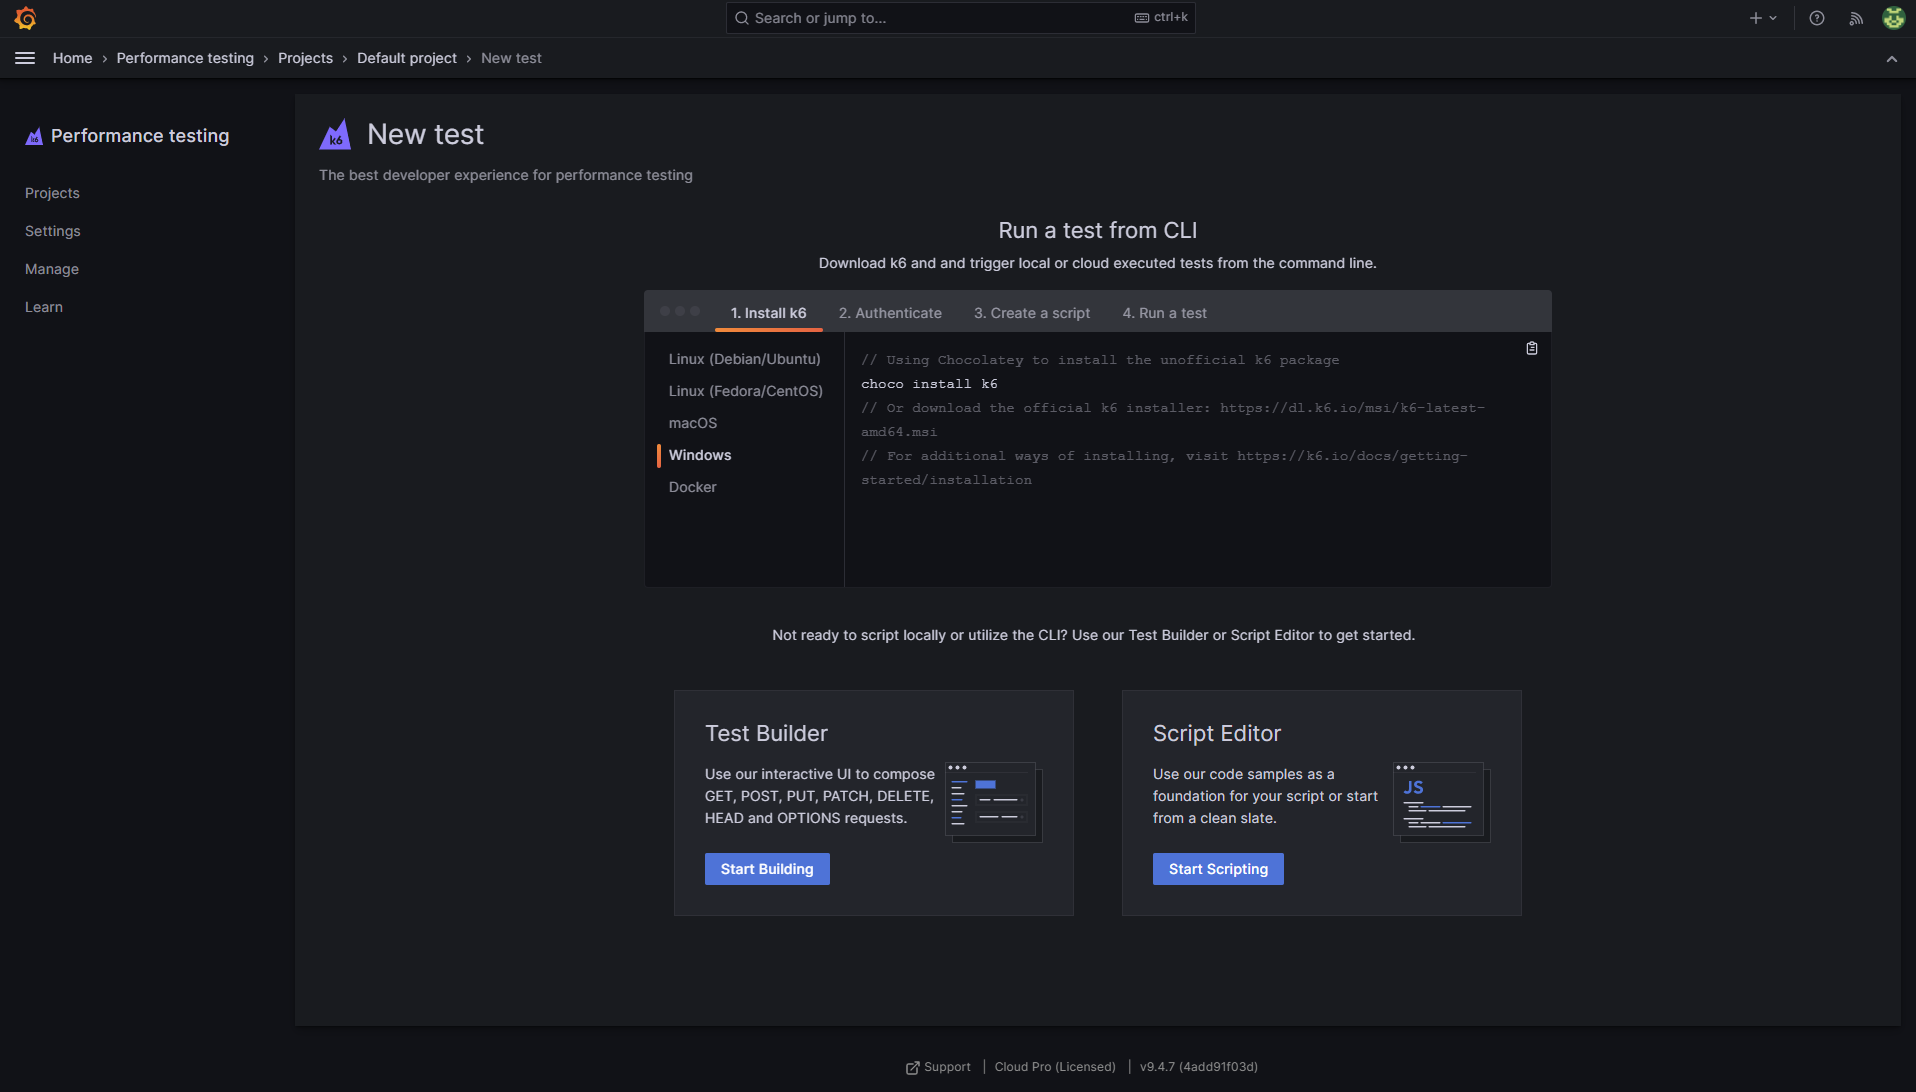 Search or jump to...
ctrl+k
Home › Performance testing › Projects › Default project › New test
Performance testing
Projects
Settings
Manage
Learn
k6
New test
The best developer experience for performance testing
Run a test from CLI
Download k6 and and trigger local or cloud executed tests from the command line.
1. Install k6
2. Authenticate
3. Create a script
4. Run a test
Linux (Debian/Ubuntu)
Linux (Fedora/CentOS)
macOS
Windows
Docker
// Using Chocolatey to install the unofficial k6 package
choco install k6
// Or download the official k6 installer: https://dl.k6.io/msi/k6-latest-
amd64.msi
// For additional ways of installing, visit https://k6.io/docs/getting-
started/installation
Not ready to script locally or utilize the CLI? Use our Test Builder or Script Editor to get started.
Test Builder
Use our interactive UI to compose
GET, POST, PUT, PATCH, DELETE,
HEAD and OPTIONS requests.
Start Building
Script Editor
Use our code samples as a
foundation for your script or start
from a clean slate.
JS
Start Scripting
Support | Cloud Pro (Licensed) | v9.4.7 (4add91f03d)